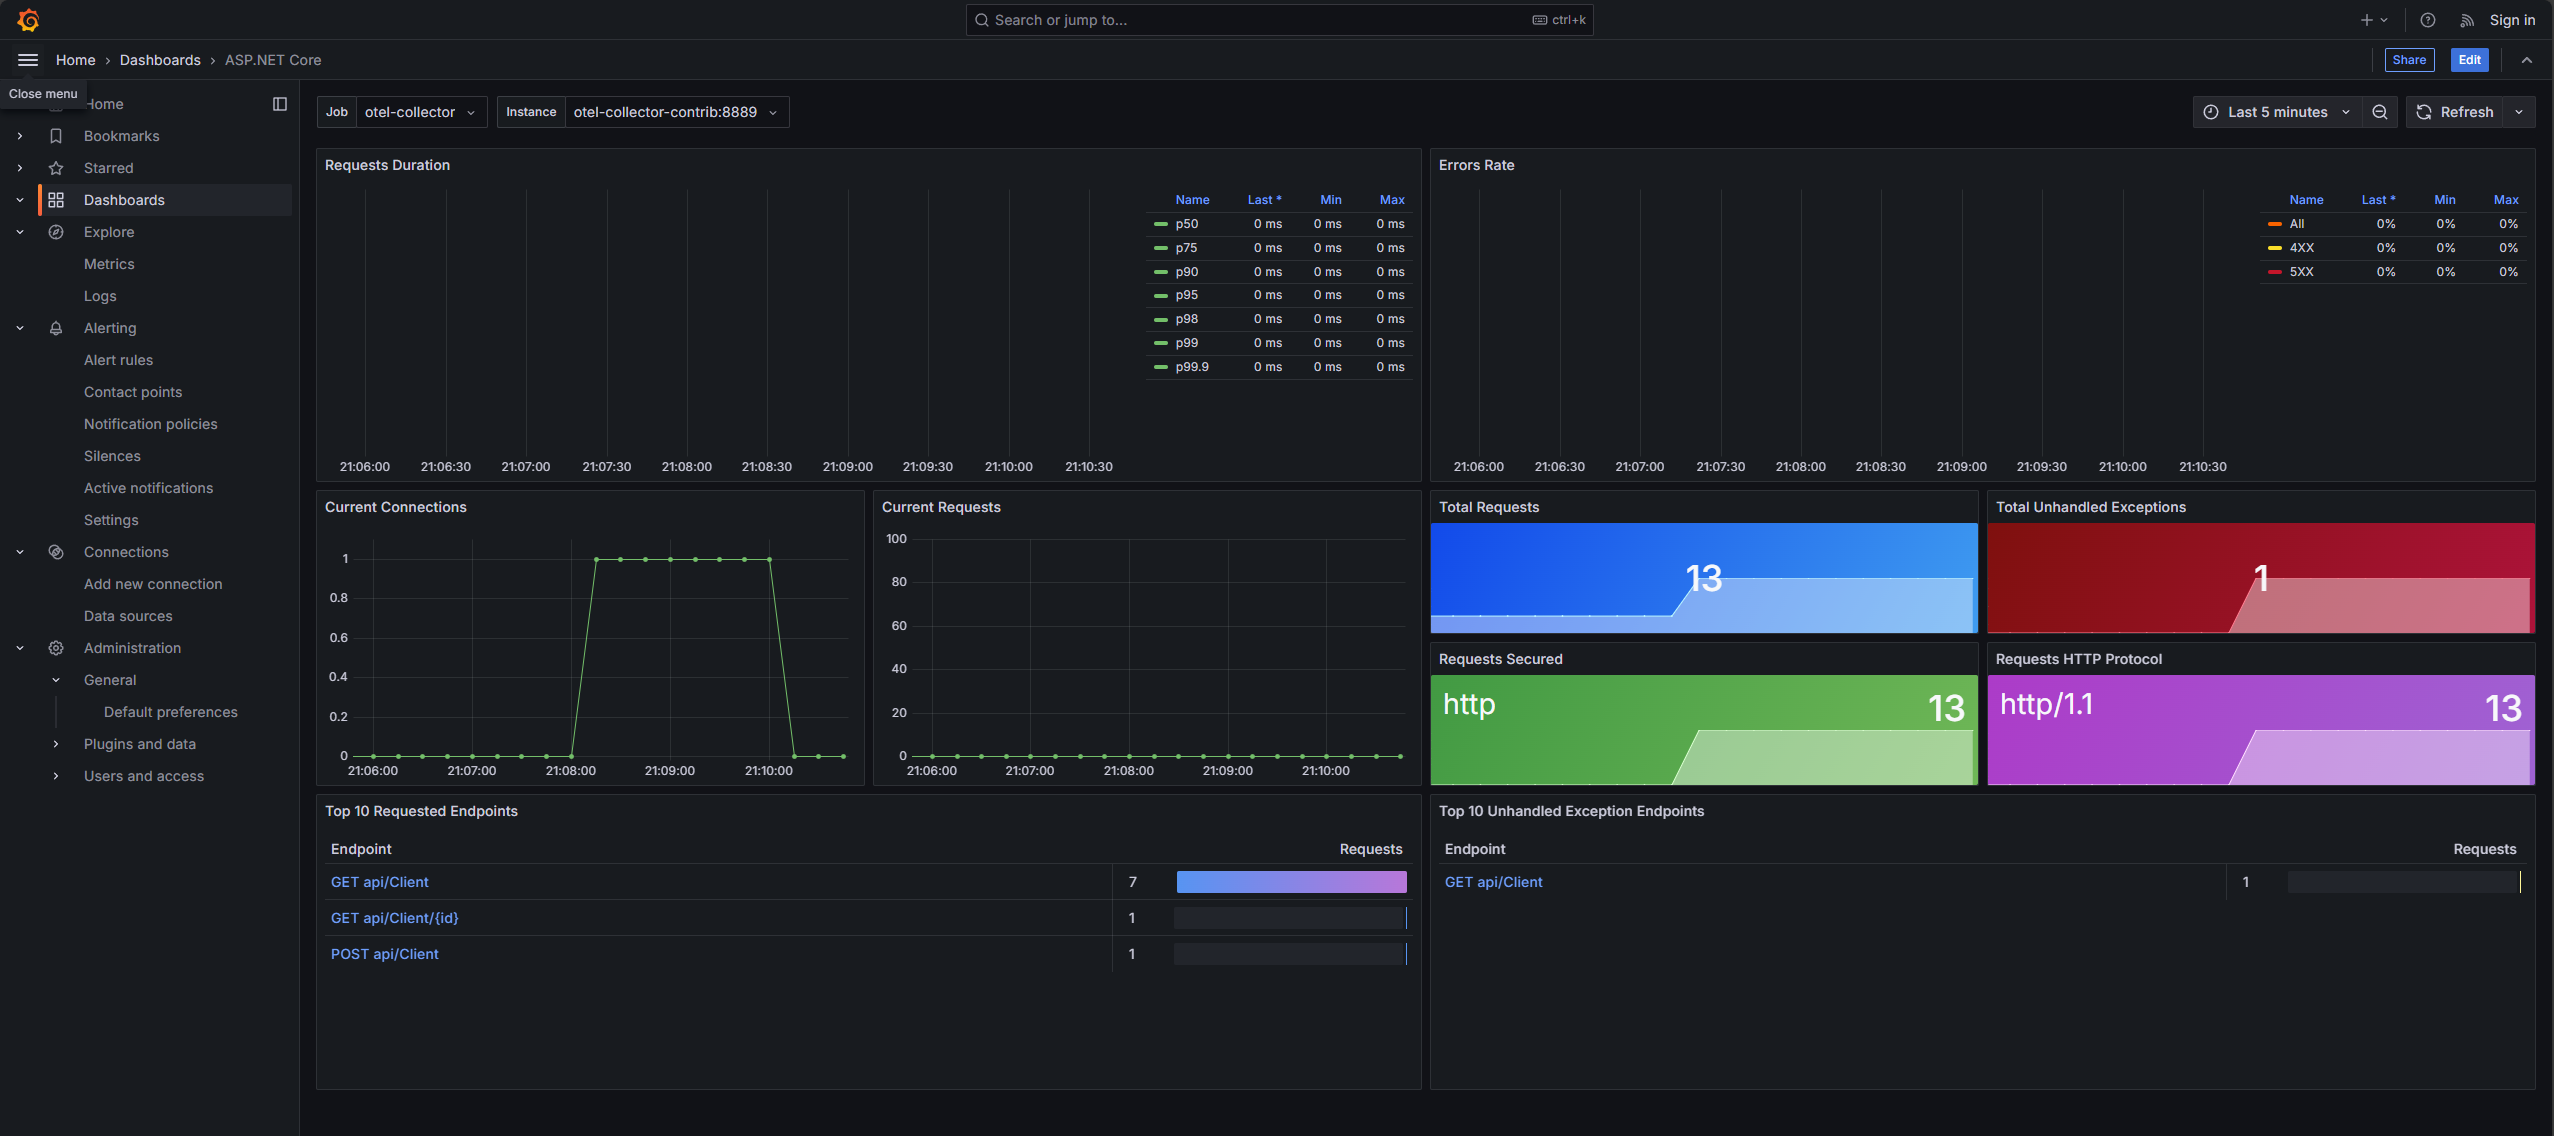 Search or jump to...
ctrl+k
Sign in
Home › Dashboards › ASP.NET Core
Share
Edit
Close menu
Home
Bookmarks
Starred
Dashboards
Explore
Metrics
Logs
Alerting
Alert rules
Contact points
Notification policies
Silences
Active notifications
Settings
Connections
Add new connection
Data sources
Administration
General
Default preferences
Plugins and data
Users and access
Job otel-collector
Instance otel-collector-contrib:8889
Last 5 minutes
Refresh
Requests Duration
Name Last * Min Max
p50 0 ms 0 ms 0 ms
p75 0 ms 0 ms 0 ms
p90 0 ms 0 ms 0 ms
p95 0 ms 0 ms 0 ms
p98 0 ms 0 ms 0 ms
p99 0 ms 0 ms 0 ms
p99.9 0 ms 0 ms 0 ms
21:06:00 21:06:30 21:07:00 21:07:30 21:08:00 21:08:30 21:09:00 21:09:30 21:10:00 21:10:30
Errors Rate
Name Last * Min Max
All 0% 0% 0%
4XX 0% 0% 0%
5XX 0% 0% 0%
21:06:00 21:06:30 21:07:00 21:07:30 21:08:00 21:08:30 21:09:00 21:09:30 21:10:00 21:10:30
Current Connections
1
0.8
0.6
0.4
0.2
0
21:06:00 21:07:00 21:08:00 21:09:00 21:10:00
Current Requests
100
80
60
40
20
0
21:06:00 21:07:00 21:08:00 21:09:00 21:10:00
Total Requests
13
Total Unhandled Exceptions
1
Requests Secured
http 13
Requests HTTP Protocol
http/1.1 13
Top 10 Requested Endpoints
Endpoint Requests
GET api/Client 7
GET api/Client/{id} 1
POST api/Client 1
Top 10 Unhandled Exception Endpoints
Endpoint Requests
GET api/Client 1